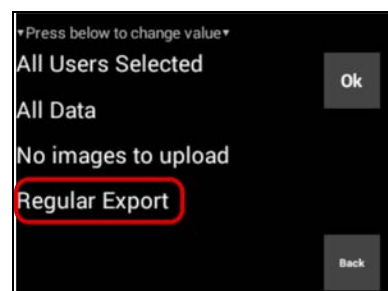 ▾Press below to change value▾
All Users Selected
Ok
All Data
No images to upload
Regular Export
Back